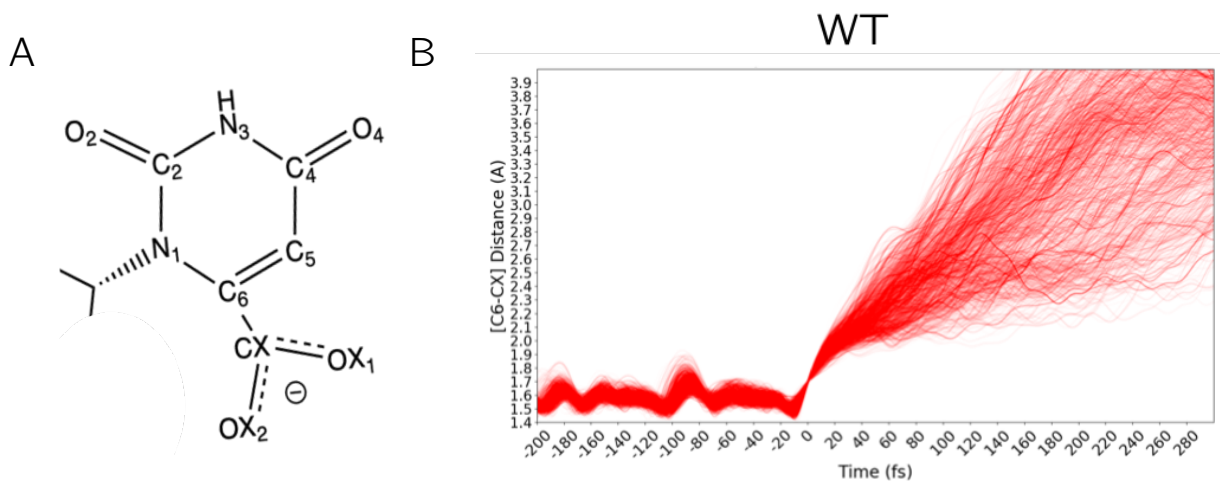 A
H
O2
N3
O4
C2
C4
N1
C5
C6
CX
OX1
⊖
OX2
B
WT
[C6-CX] Distance (A)
3.9
3.8
3.7
3.6
3.5
3.4
3.3
3.2
3.1
3.0
2.9
2.8
2.7
2.6
2.5
2.4
2.3
2.2
2.1
2.0
1.9
1.8
1.7
1.6
1.5
1.4
-200 -180 -160 -140 -120 -100 -80 -60 -40 -20 0 20 40 60 80 100 120 140 160 180 200 220 240 260 280
Time (fs)